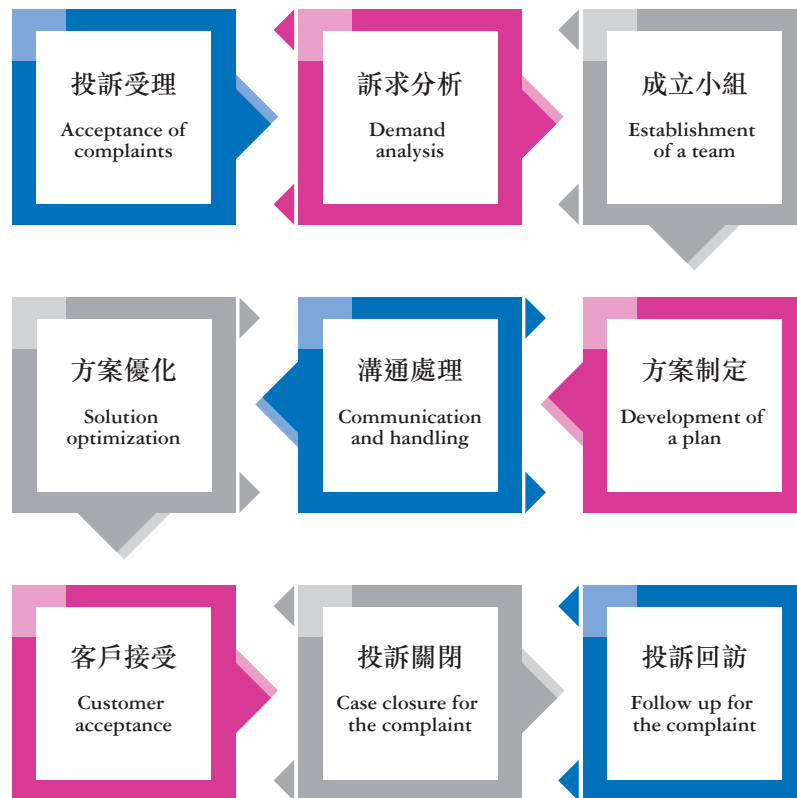 投訴受理
Acceptance of
complaints
訴求分析
Demand
analysis
成立小組
Establishment
of a team
方案優化
Solution
optimization
溝通處理
Communication
and handling
方案制定
Development of
a plan
客戶接受
Customer
acceptance
投訴關閉
Case closure for
the complaint
投訴回訪
Follow up for
the complaint